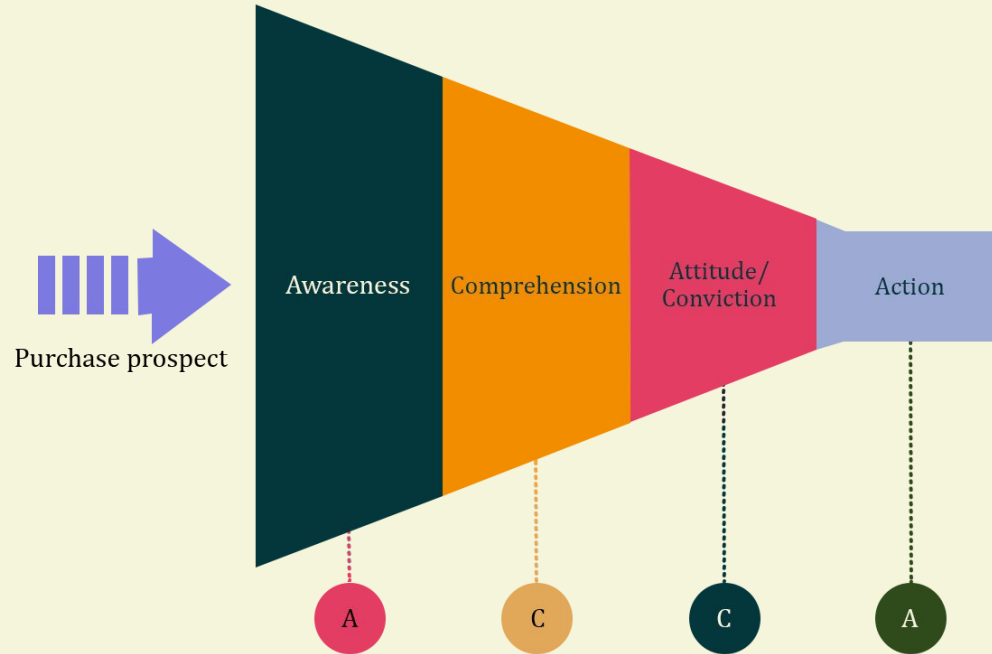 Awareness
Comprehension
Attitude/
Conviction
Action
Purchase prospect
A
C
C
A